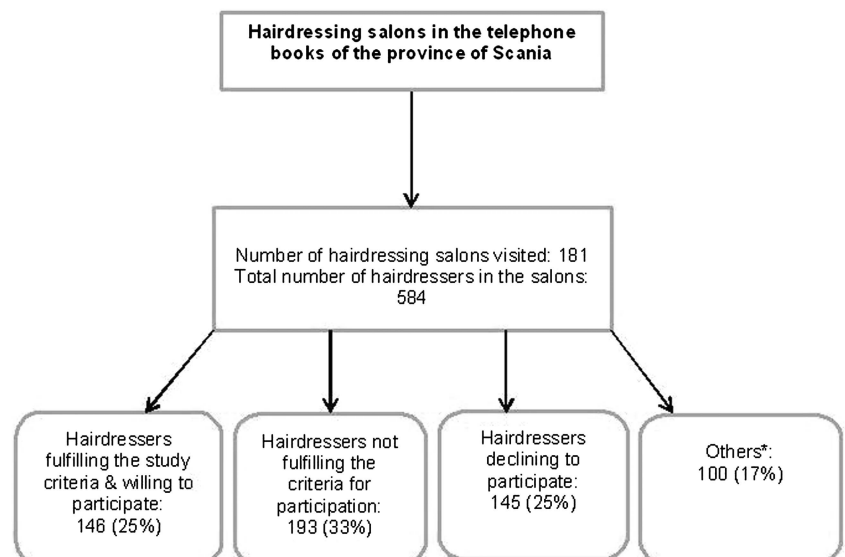 Hairdressing salons in the telephone
books of the province of Scania
Number of hairdressing salons visited: 181
Total number of hairdressers in the salons:
584
Hairdressers
fulfilling the study
criteria & willing to
participate:
146 (25%)
Hairdressers not
fulfilling the
criteria for
participation:
193 (33%)
Hairdressers
declining to
participate:
145 (25%)
Others*:
100 (17%)